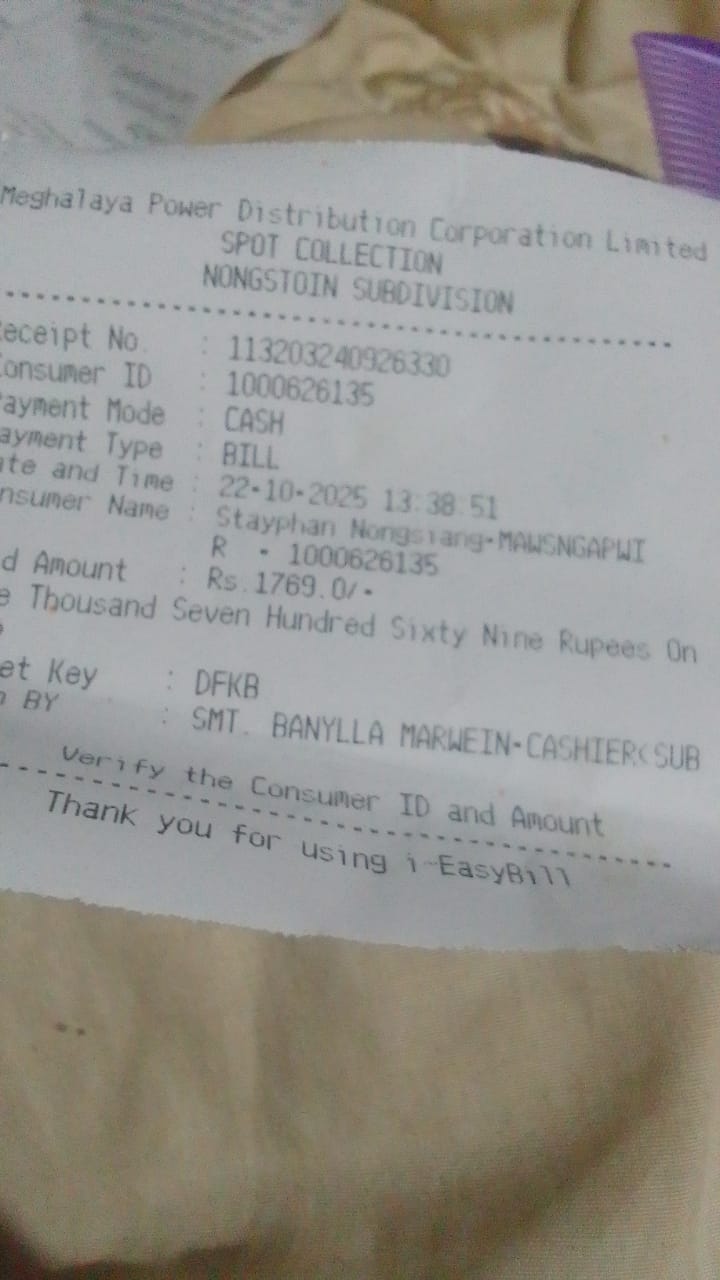 Meghalaya Power Distribution Corporation Limited
SPOT COLLECTION
NONGSTOIN SUBDIVISION
eceipt No. : 113203240926330
onsumer ID : 1000626135
ayment Mode : CASH
ayment Type : BILL
te and Time : 22-10-2025 13:38:51
nsumer Name : Stayphan Nongsiang-MAWSNGAPWI
R - 1000626135
d Amount : Rs.1769.0/-
e Thousand Seven Hundred Sixty Nine Rupees On
et Key : DFKB
BY : SMT. BANYLLA MARWEIN-CASHIER(SUB
Verify the Consumer ID and Amount
Thank you for using i-EasyBill